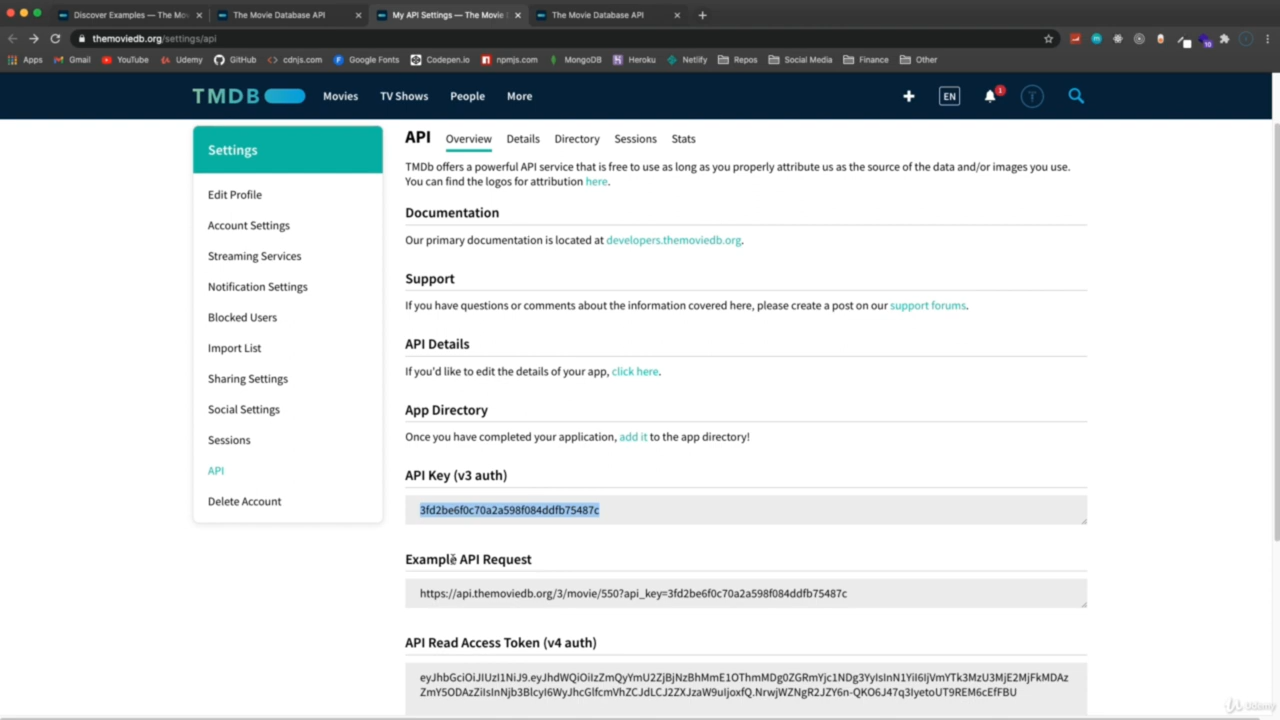 Discover Examples — The Mov
The Movie Database API
My API Settings — The Movie
The Movie Database API
themoviedb.org/settings/api
Apps
Gmail
YouTube
Udemy
GitHub
cdnjs.com
Google Fonts
Codepen.io
npmjs.com
MongoDB
Heroku
Netlify
Repos
Social Media
Finance
Other
TMDB
Movies
TV Shows
People
More
EN
1
T
Settings
Edit Profile
Account Settings
Streaming Services
Notification Settings
Blocked Users
Import List
Sharing Settings
Social Settings
Sessions
API
Delete Account
API
Overview
Details
Directory
Sessions
Stats
TMDb offers a powerful API service that is free to use as long as you properly attribute us as the source of the data and/or images you use.
You can find the logos for attribution here.
Documentation
Our primary documentation is located at developers.themoviedb.org.
Support
If you have questions or comments about the information covered here, please create a post on our support forums.
API Details
If you'd like to edit the details of your app, click here.
App Directory
Once you have completed your application, add it to the app directory!
API Key (v3 auth)
3fd2be6f0c70a2a598f084ddfb75487c
Example API Request
https://api.themoviedb.org/3/movie/550?api_key=3fd2be6f0c70a2a598f084ddfb75487c
API Read Access Token (v4 auth)
Udemy